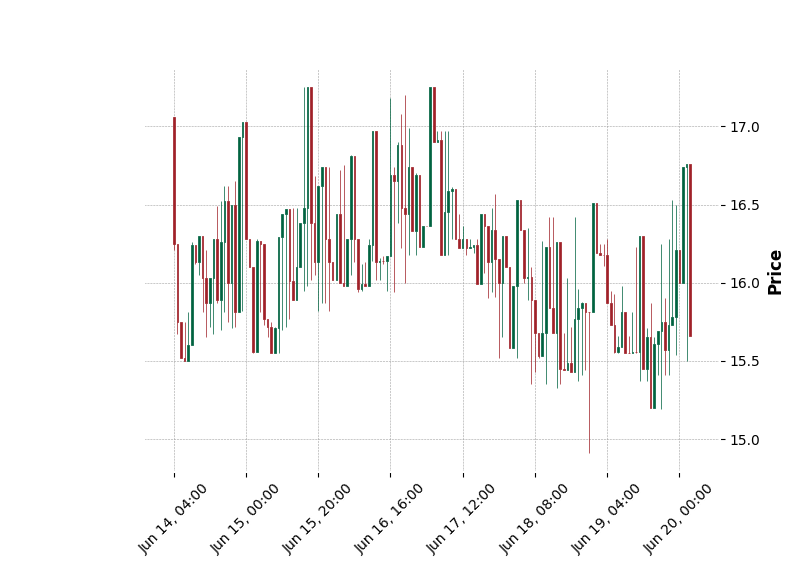 17.0
16.5
16.0
15.5
15.0
Price
Jun 14, 04:00
Jun 15, 00:00
Jun 15, 20:00
Jun 16, 16:00
Jun 17, 12:00
Jun 18, 08:00
Jun 19, 04:00
Jun 20, 00:00